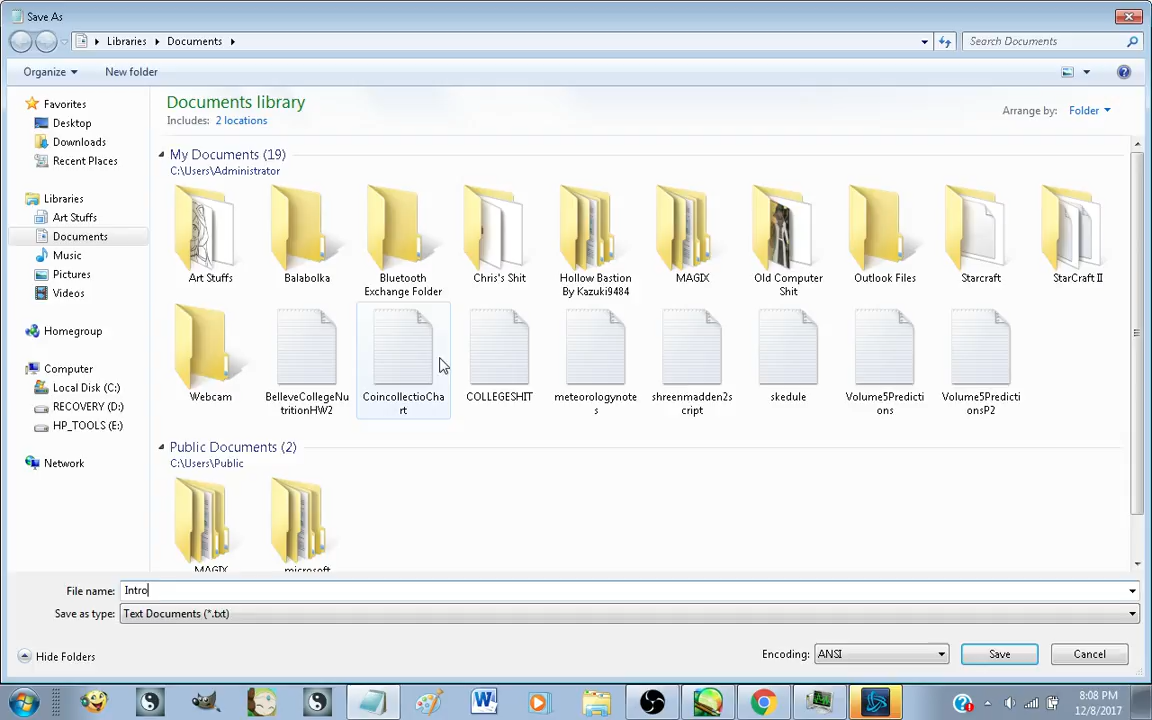 Save As
Libraries Documents
Search Documents
Organize New folder
Favorites
Desktop
Downloads
Recent Places
Libraries
Art Stuffs
Documents
Music
Pictures
Videos
Homegroup
Computer
Local Disk (C:)
RECOVERY (D:)
HP_TOOLS (E:)
Network
Documents library
Includes: 2 locations
Arrange by: Folder
My Documents (19)
C:\Users\Administrator
Art Stuffs
Balabolka
Bluetooth
Exchange Folder
Chris's Shit
Hollow Bastion
By Kazuki9484
MAGIX
Old Computer
Shit
Outlook Files
Starcraft
StarCraft II
Webcam
BelleveCollegeNu
tritionHW2
CoincollectioCha
rt
COLLEGESHIT
meteorologynote
s
shreenmadden2s
cript
skedule
Volume5Predicti
ons
Volume5Predicti
onsP2
Public Documents (2)
C:\Users\Public
MAGIX
microsoft
File name: Intro
Save as type: Text Documents (*.txt)
Hide Folders
Encoding: ANSI
Save
Cancel
8:08 PM
12/8/2017